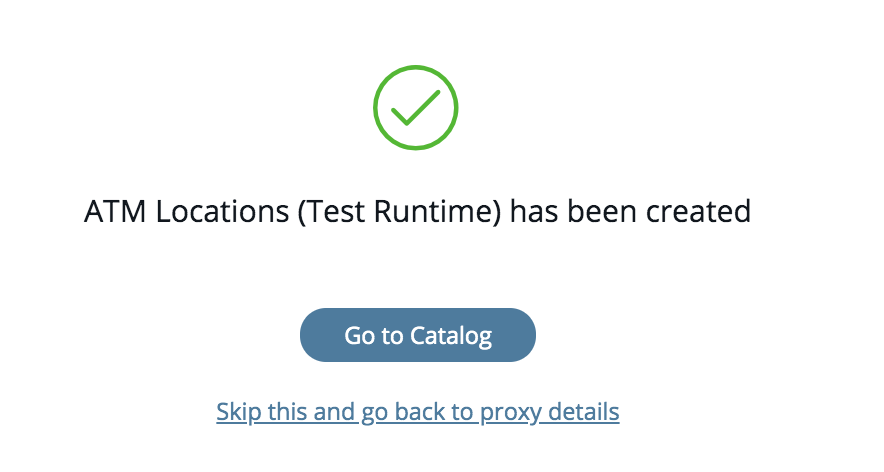 ATM Locations (Test Runtime) has been created
Go to Catalog
Skip this and go back to proxy details